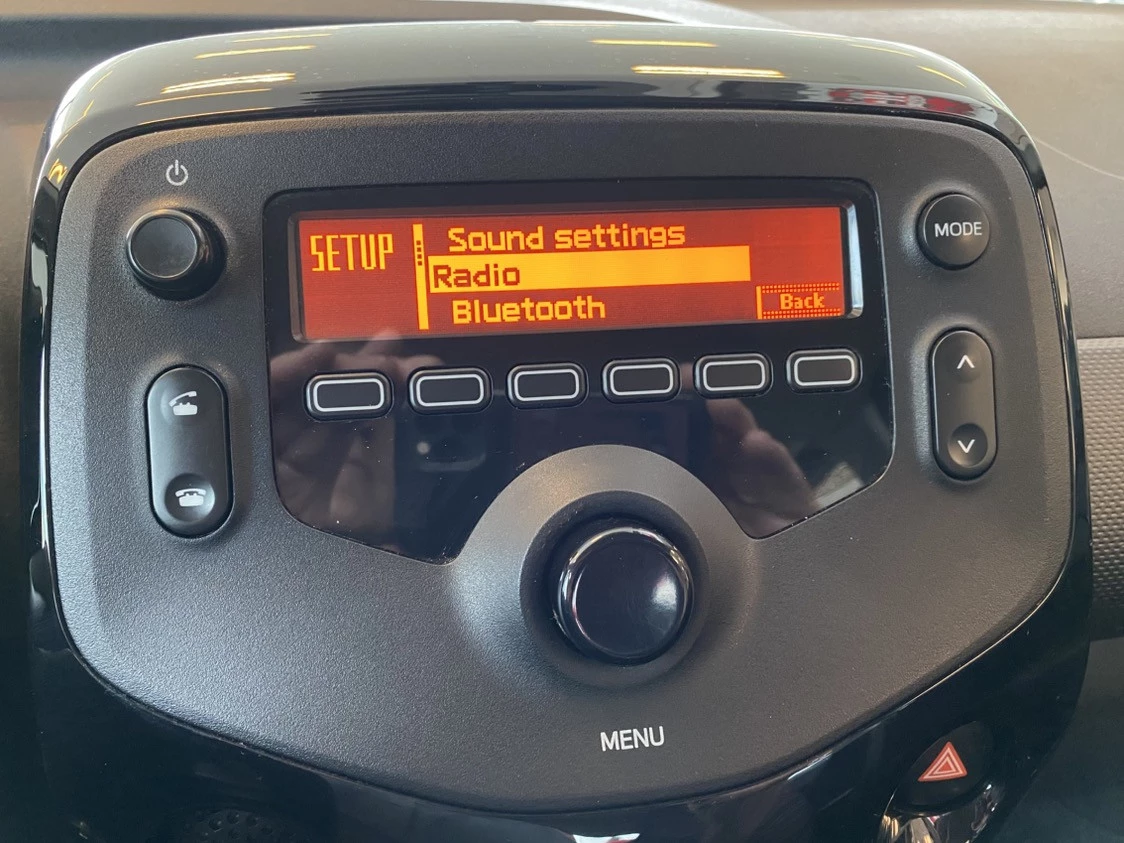 SETUP
Sound settings
Radio
Bluetooth
Back
MODE
MENU